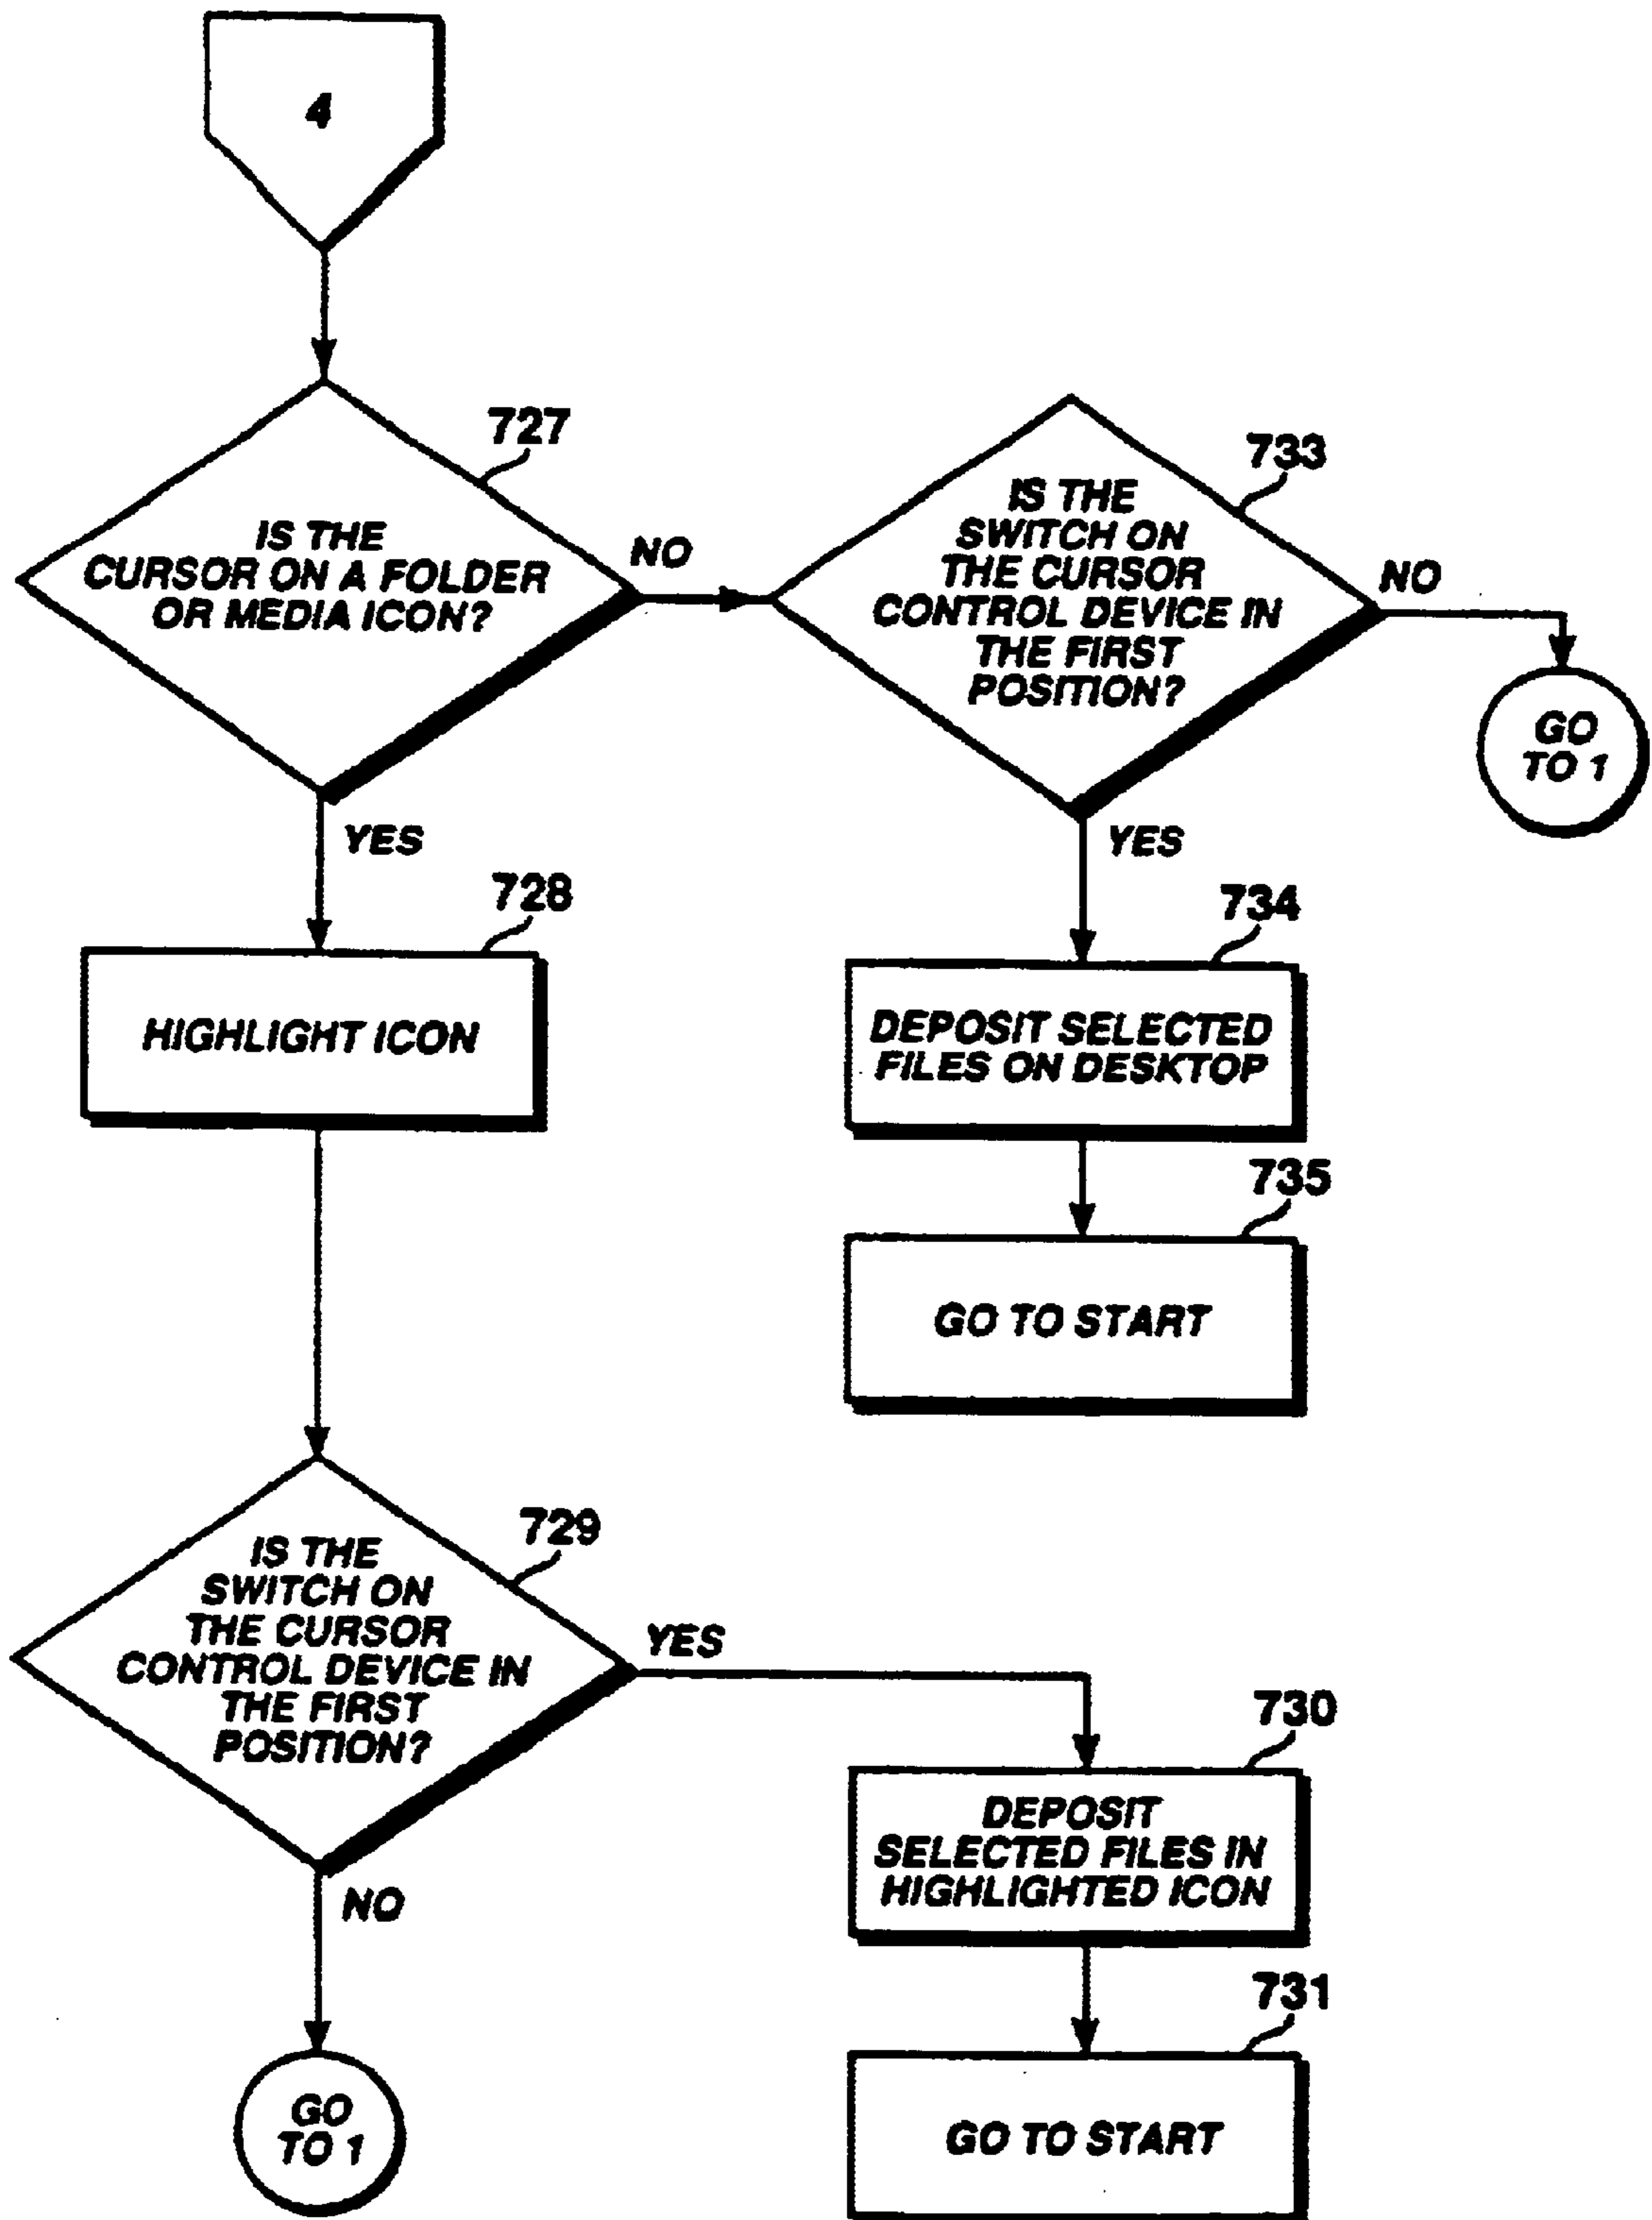 4
727
IS THE
CURSOR ON A FOLDER
OR MEDIA ICON?
NO
YES
733
IS THE
SWITCH ON
THE CURSOR
CONTROL DEVICE IN
THE FIRST
POSITION?
NO
GO
TO 1
YES
728
HIGHLIGHT ICON
734
DEPOSIT SELECTED
FILES ON DESKTOP
735
GO TO START
729
IS THE
SWITCH ON
THE CURSOR
CONTROL DEVICE IN
THE FIRST
POSITION?
YES
NO
730
DEPOSIT
SELECTED FILES IN
HIGHLIGHTED ICON
731
GO TO START
GO
TO 1